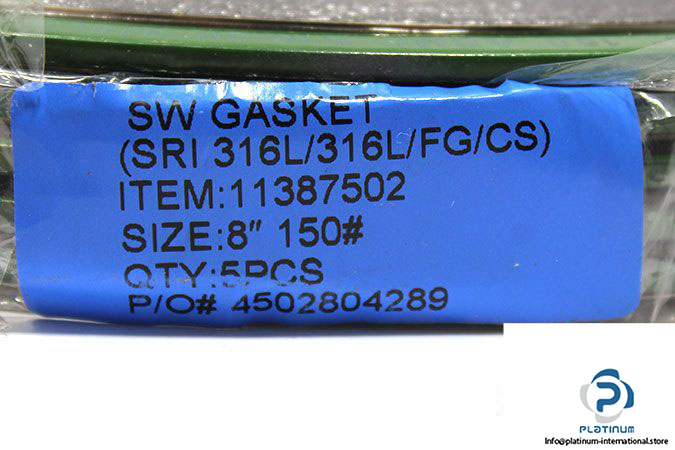 SW GASKET
(SRI 316L/316L/FG/CS)
ITEM:11387502
SIZE:8" 150#
QTY:5PCS
P/O# 4502804289
PLATINUM
Info@platinum-international.store